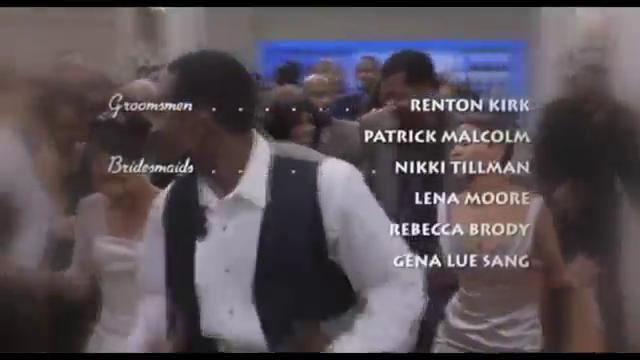 Groomsmen . . . . . . . RENTON KIRK
PATRICK MALCOLM
Bridesmaids . . . . NIKKI TILLMAN
LENA MOORE
REBECCA BRODY
GENA LUE SANG